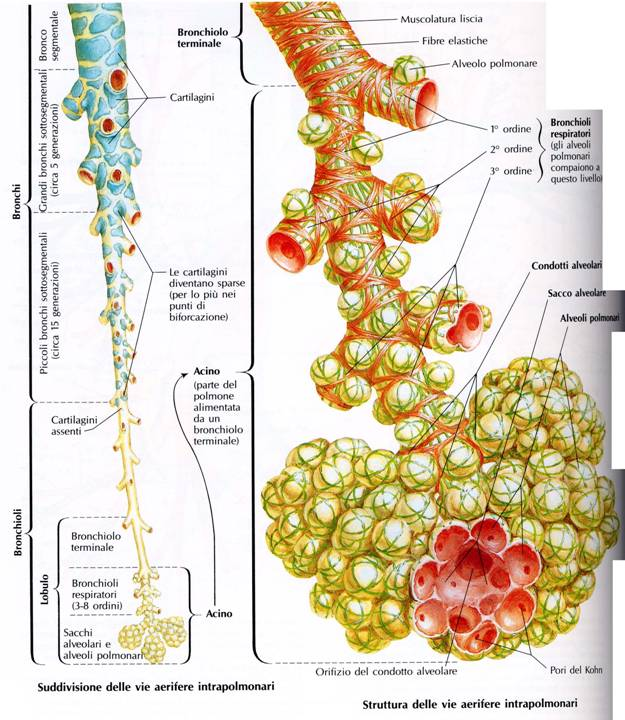 Bronchi
Bronco
segmentale
Grandi bronchi sottosegmentali
(circa 5 generazioni)
Piccoli bronchi sottosegmentali
(circa 15 generazioni)
Cartilagini
Le cartilagini
diventano sparse
(per lo più nei
punti di
biforcazione)
Bronchioli
Cartilagini
assenti
Lobulo
Bronchiolo
terminale
Bronchioli
respiratori
(3-8 ordini)
Sacchi
alveolari e
alveoli polmonari
Acino
Suddivisione delle vie aerifere intrapolmonari
Bronchiolo
terminale
Acino
(parte del
polmone
alimentata
da un
bronchiolo
terminale)
Muscolatura liscia
Fibre elastiche
Alveolo polmonare
1° ordine
2° ordine
3° ordine
Bronchioli
respiratori
(gli alveoli
polmonari
compaiono a
questo livello)
Condotti alveolari
Sacco alveolare
Alveoli polmonari
Orifizio del condotto alveolare
Pori del Kohn
Struttura delle vie aerifere intrapolmonari